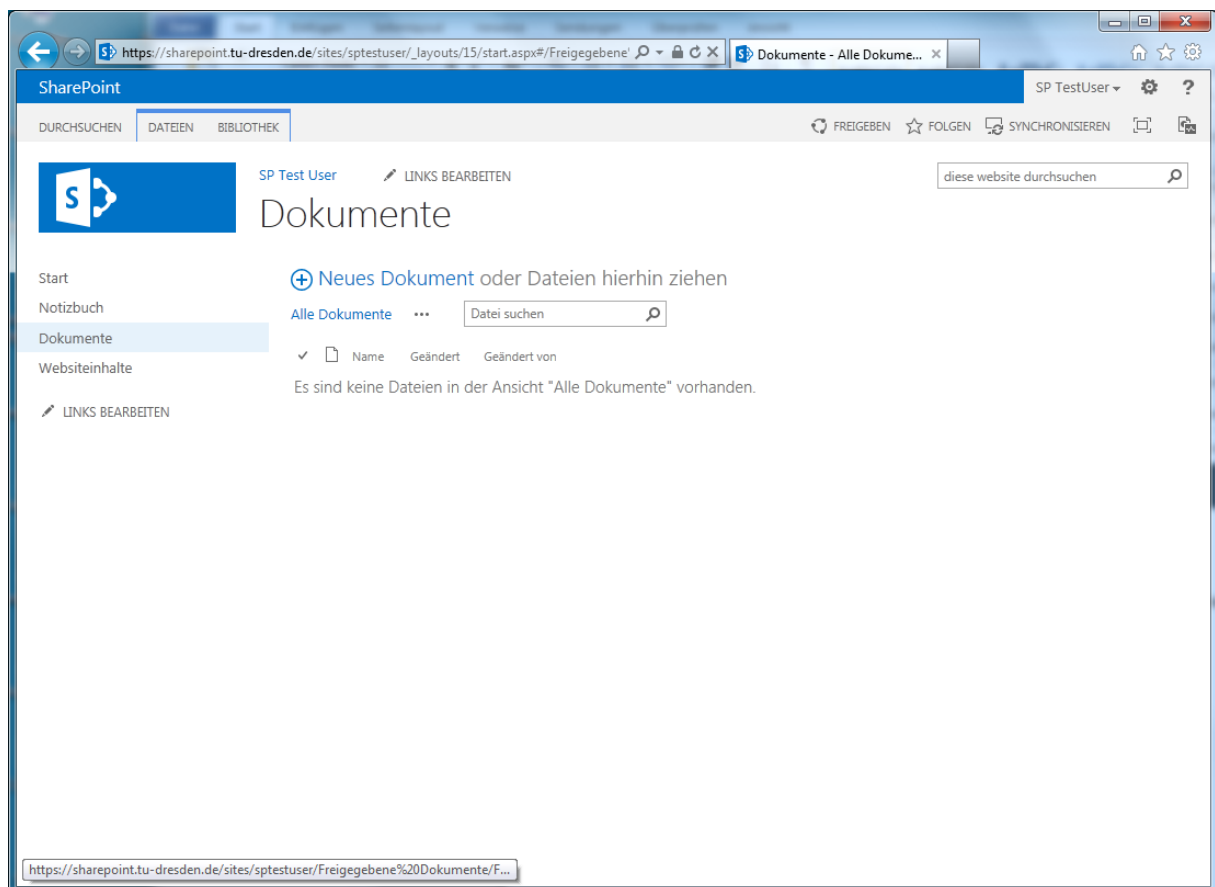 https://sharepoint.tu-dresden.de/sites/sptestuser/_layouts/15/start.aspx#/Freigegebene'
Dokumente - Alle Dokume...
SharePoint
SP TestUser
?
DURCHSUCHEN DATEIEN BIBLIOTHEK
FREIGEBEN FOLGEN SYNCHRONISIEREN
SP Test User LINKS BEARBEITEN
diese website durchsuchen
Dokumente
Start
Notizbuch
Dokumente
Websiteinhalte
LINKS BEARBEITEN
Neues Dokument oder Dateien hierhin ziehen
Alle Dokumente ••• Datei suchen
Name Geändert Geändert von
Es sind keine Dateien in der Ansicht "Alle Dokumente" vorhanden.
https://sharepoint.tu-dresden.de/sites/sptestuser/Freigegebene%20Dokumente/F...